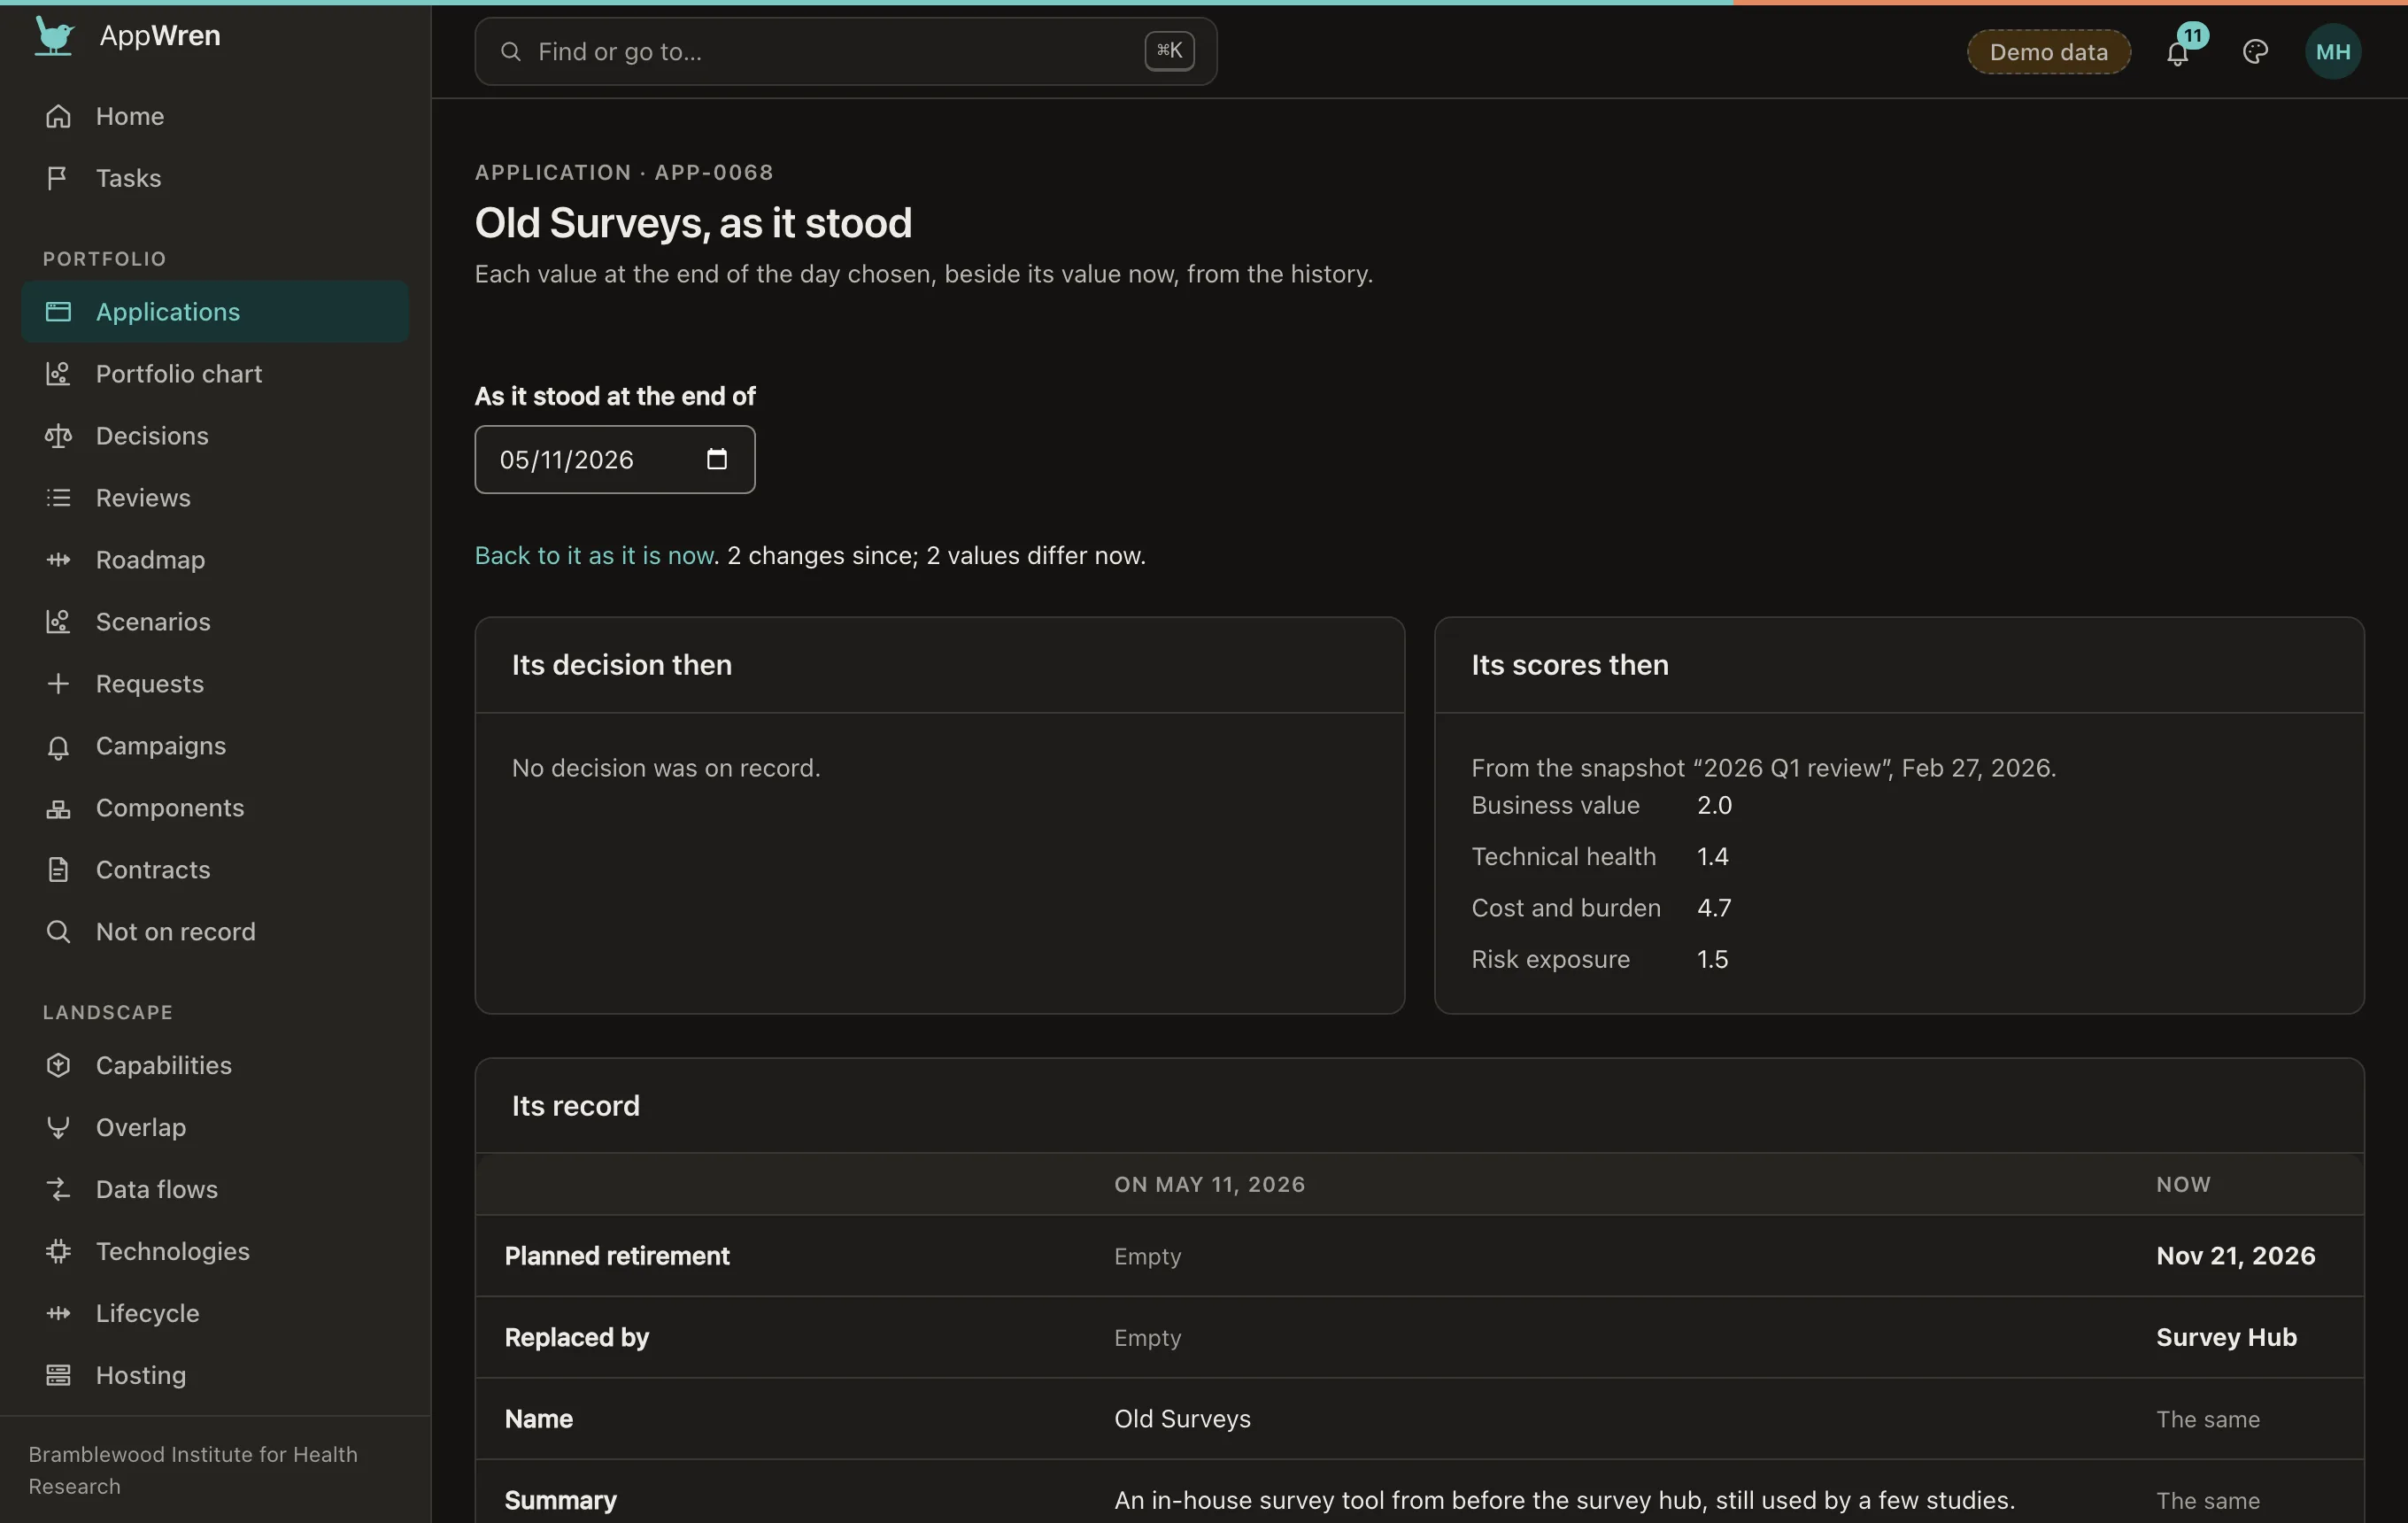 AppWren
Find or go to...
⌘K
Demo data
11
MH
Home
Tasks
PORTFOLIO
Applications
Portfolio chart
Decisions
Reviews
Roadmap
Scenarios
Requests
Campaigns
Components
Contracts
Not on record
LANDSCAPE
Capabilities
Overlap
Data flows
Technologies
Lifecycle
Hosting
Bramblewood Institute for Health
Research
APPLICATION · APP-0068
Old Surveys, as it stood
Each value at the end of the day chosen, beside its value now, from the history.
As it stood at the end of
05/11/2026
Back to it as it is now. 2 changes since; 2 values differ now.
Its decision then
No decision was on record.
Its scores then
From the snapshot “2026 Q1 review”, Feb 27, 2026.
Business value 2.0
Technical health 1.4
Cost and burden 4.7
Risk exposure 1.5
Its record
ON MAY 11, 2026 NOW
Planned retirement Empty Nov 21, 2026
Replaced by Empty Survey Hub
Name Old Surveys The same
Summary An in-house survey tool from before the survey hub, still used by a few studies. The same